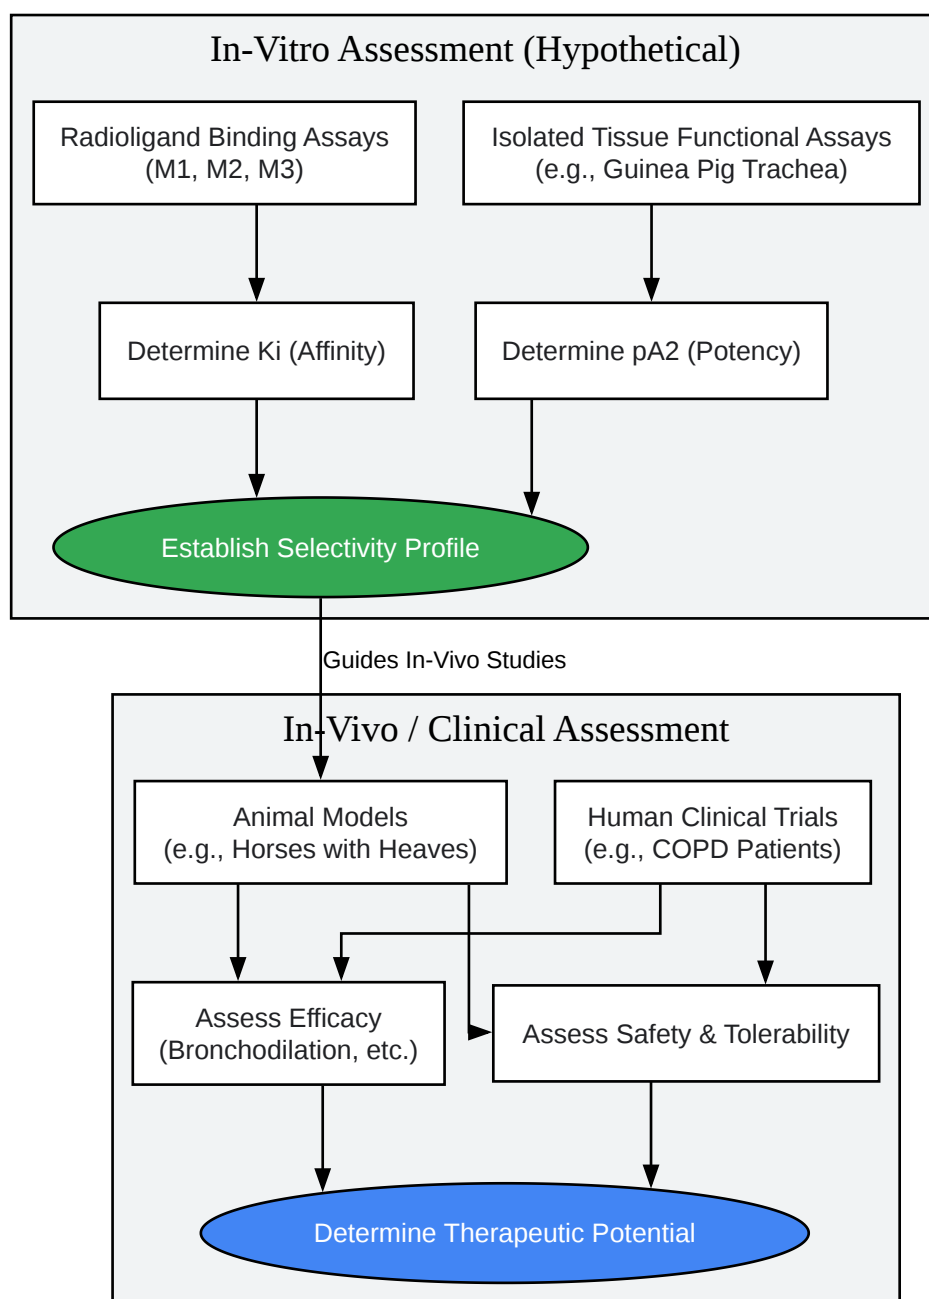 In-Vitro Assessment (Hypothetical)
Radioligand Binding Assays
(M1, M2, M3)
Isolated Tissue Functional Assays
(e.g., Guinea Pig Trachea)
Determine Ki (Affinity)
Determine pA2 (Potency)
Establish Selectivity Profile
Guides In-Vivo Studies
In-Vivo / Clinical Assessment
Animal Models
(e.g., Horses with Heaves)
Human Clinical Trials
(e.g., COPD Patients)
Assess Efficacy
(Bronchodilation, etc.)
Assess Safety & Tolerability
Determine Therapeutic Potential